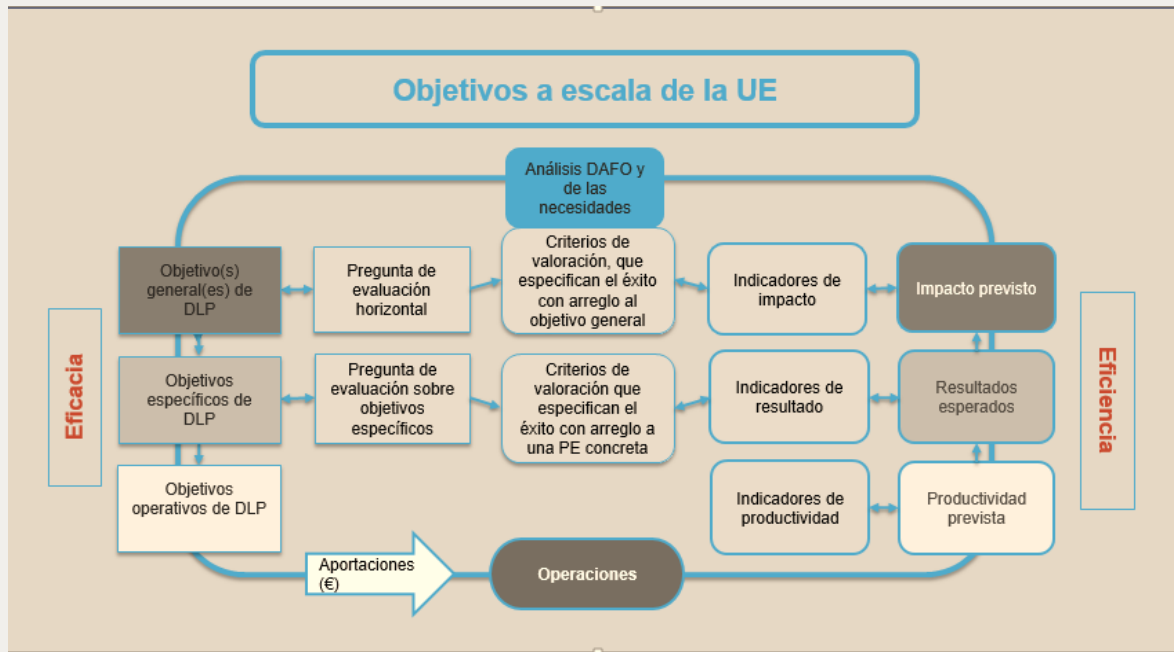 Objetivos a escala de la UE
Análisis DAFO y
de las
necesidades
Objetivo(s)
general(es) de
DLP
Pregunta de
evaluación
horizontal
Criterios de
valoración, que
especifican el éxito
con arreglo al
objetivo general
Indicadores de
impacto
Impacto previsto
Eficacia
Objetivos
específicos de
DLP
Pregunta de
evaluación sobre
objetivos
específicos
Criterios de
valoración que
especifican el
éxito con arreglo a
una PE concreta
Indicadores de
resultado
Resultados
esperados
Eficiencia
Objetivos
operativos de DLP
Indicadores de
productividad
Productividad
prevista
Aportaciones
(€)
Operaciones